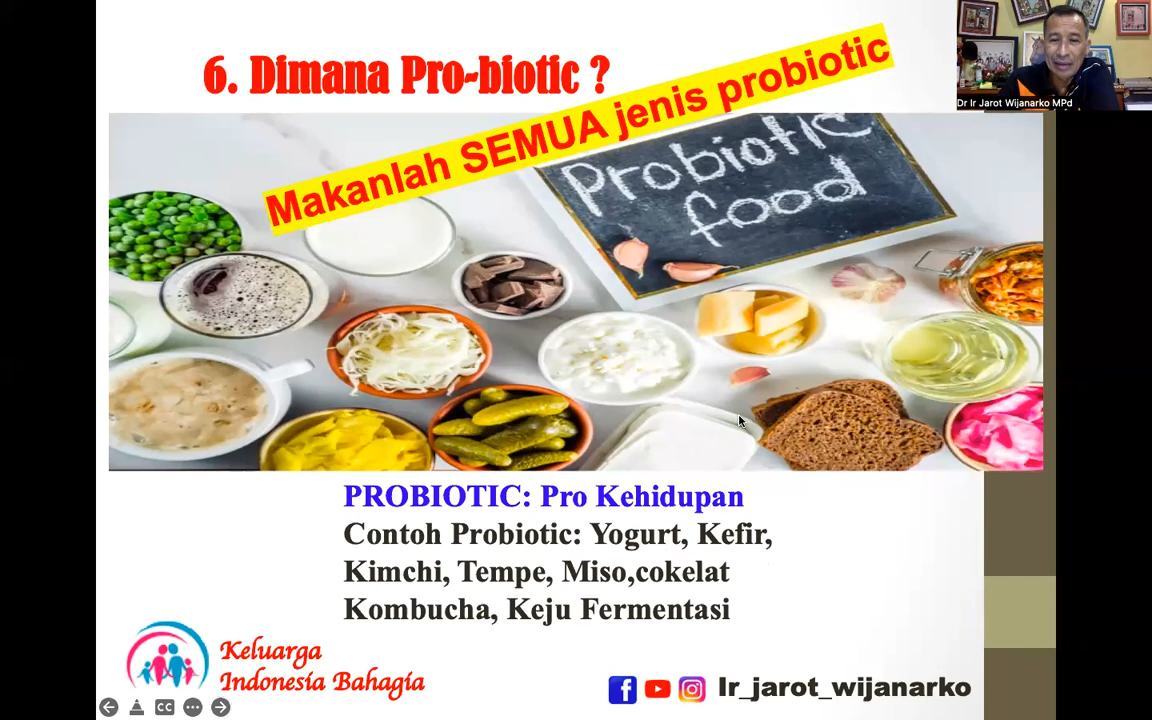 6. Dimana Pro-biotic ?
Makanlah SEMUA jenis probiotic
Probiotic
food
Dr Ir Jarot Wijanarko MPd
PROBIOTIC: Pro Kehidupan
Contoh Probiotic: Yogurt, Kefir,
Kimchi, Tempe, Miso,cokelat
Kombucha, Keju Fermentasi
Keluarga
Indonesia Bahagia
Ir_jarot_wijanarko
CC